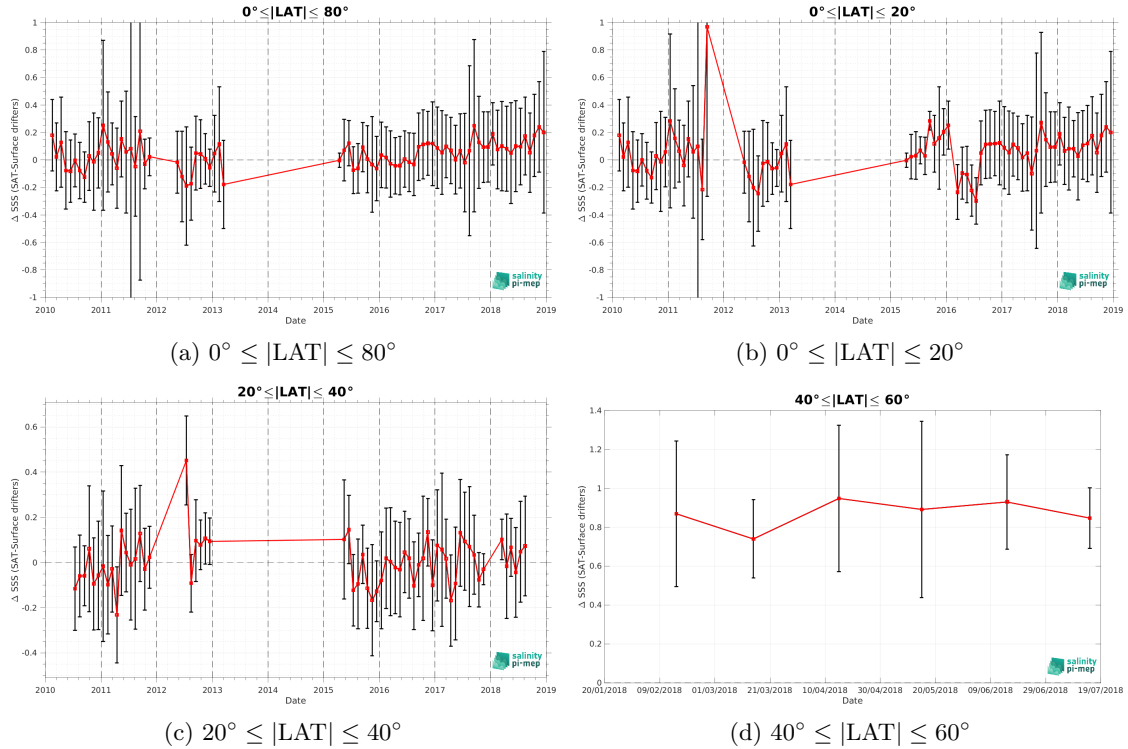 0°≤|LAT|≤ 80°
Δ SSS (SAT-Surface drifters)
1
0.8
0.6
0.4
0.2
0
-0.2
-0.4
-0.6
-0.8
-1
2010 2011 2012 2013 2014 2015 2016 2017 2018 2019
Date
salinity
pi-mep
(a) 0° ≤ |LAT| ≤ 80°
0°≤|LAT|≤ 20°
Δ SSS (SAT-Surface drifters)
1
0.8
0.6
0.4
0.2
0
-0.2
-0.4
-0.6
-0.8
-1
2010 2011 2012 2013 2014 2015 2016 2017 2018 2019
Date
salinity
pi-mep
(b) 0° ≤ |LAT| ≤ 20°
20°≤|LAT|≤ 40°
Δ SSS (SAT-Surface drifters)
0.6
0.4
0.2
0
-0.2
-0.4
2010 2011 2012 2013 2014 2015 2016 2017 2018 2019
Date
salinity
pi-mep
(c) 20° ≤ |LAT| ≤ 40°
40°≤|LAT|≤ 60°
Δ SSS (SAT-Surface drifters)
1.4
1.2
1
0.8
0.6
0.4
0.2
0
20/01/2018 09/02/2018 01/03/2018 21/03/2018 10/04/2018 30/04/2018 20/05/2018 09/06/2018 29/06/2018 19/07/2018
Date
salinity
pi-mep
(d) 40° ≤ |LAT| ≤ 60°